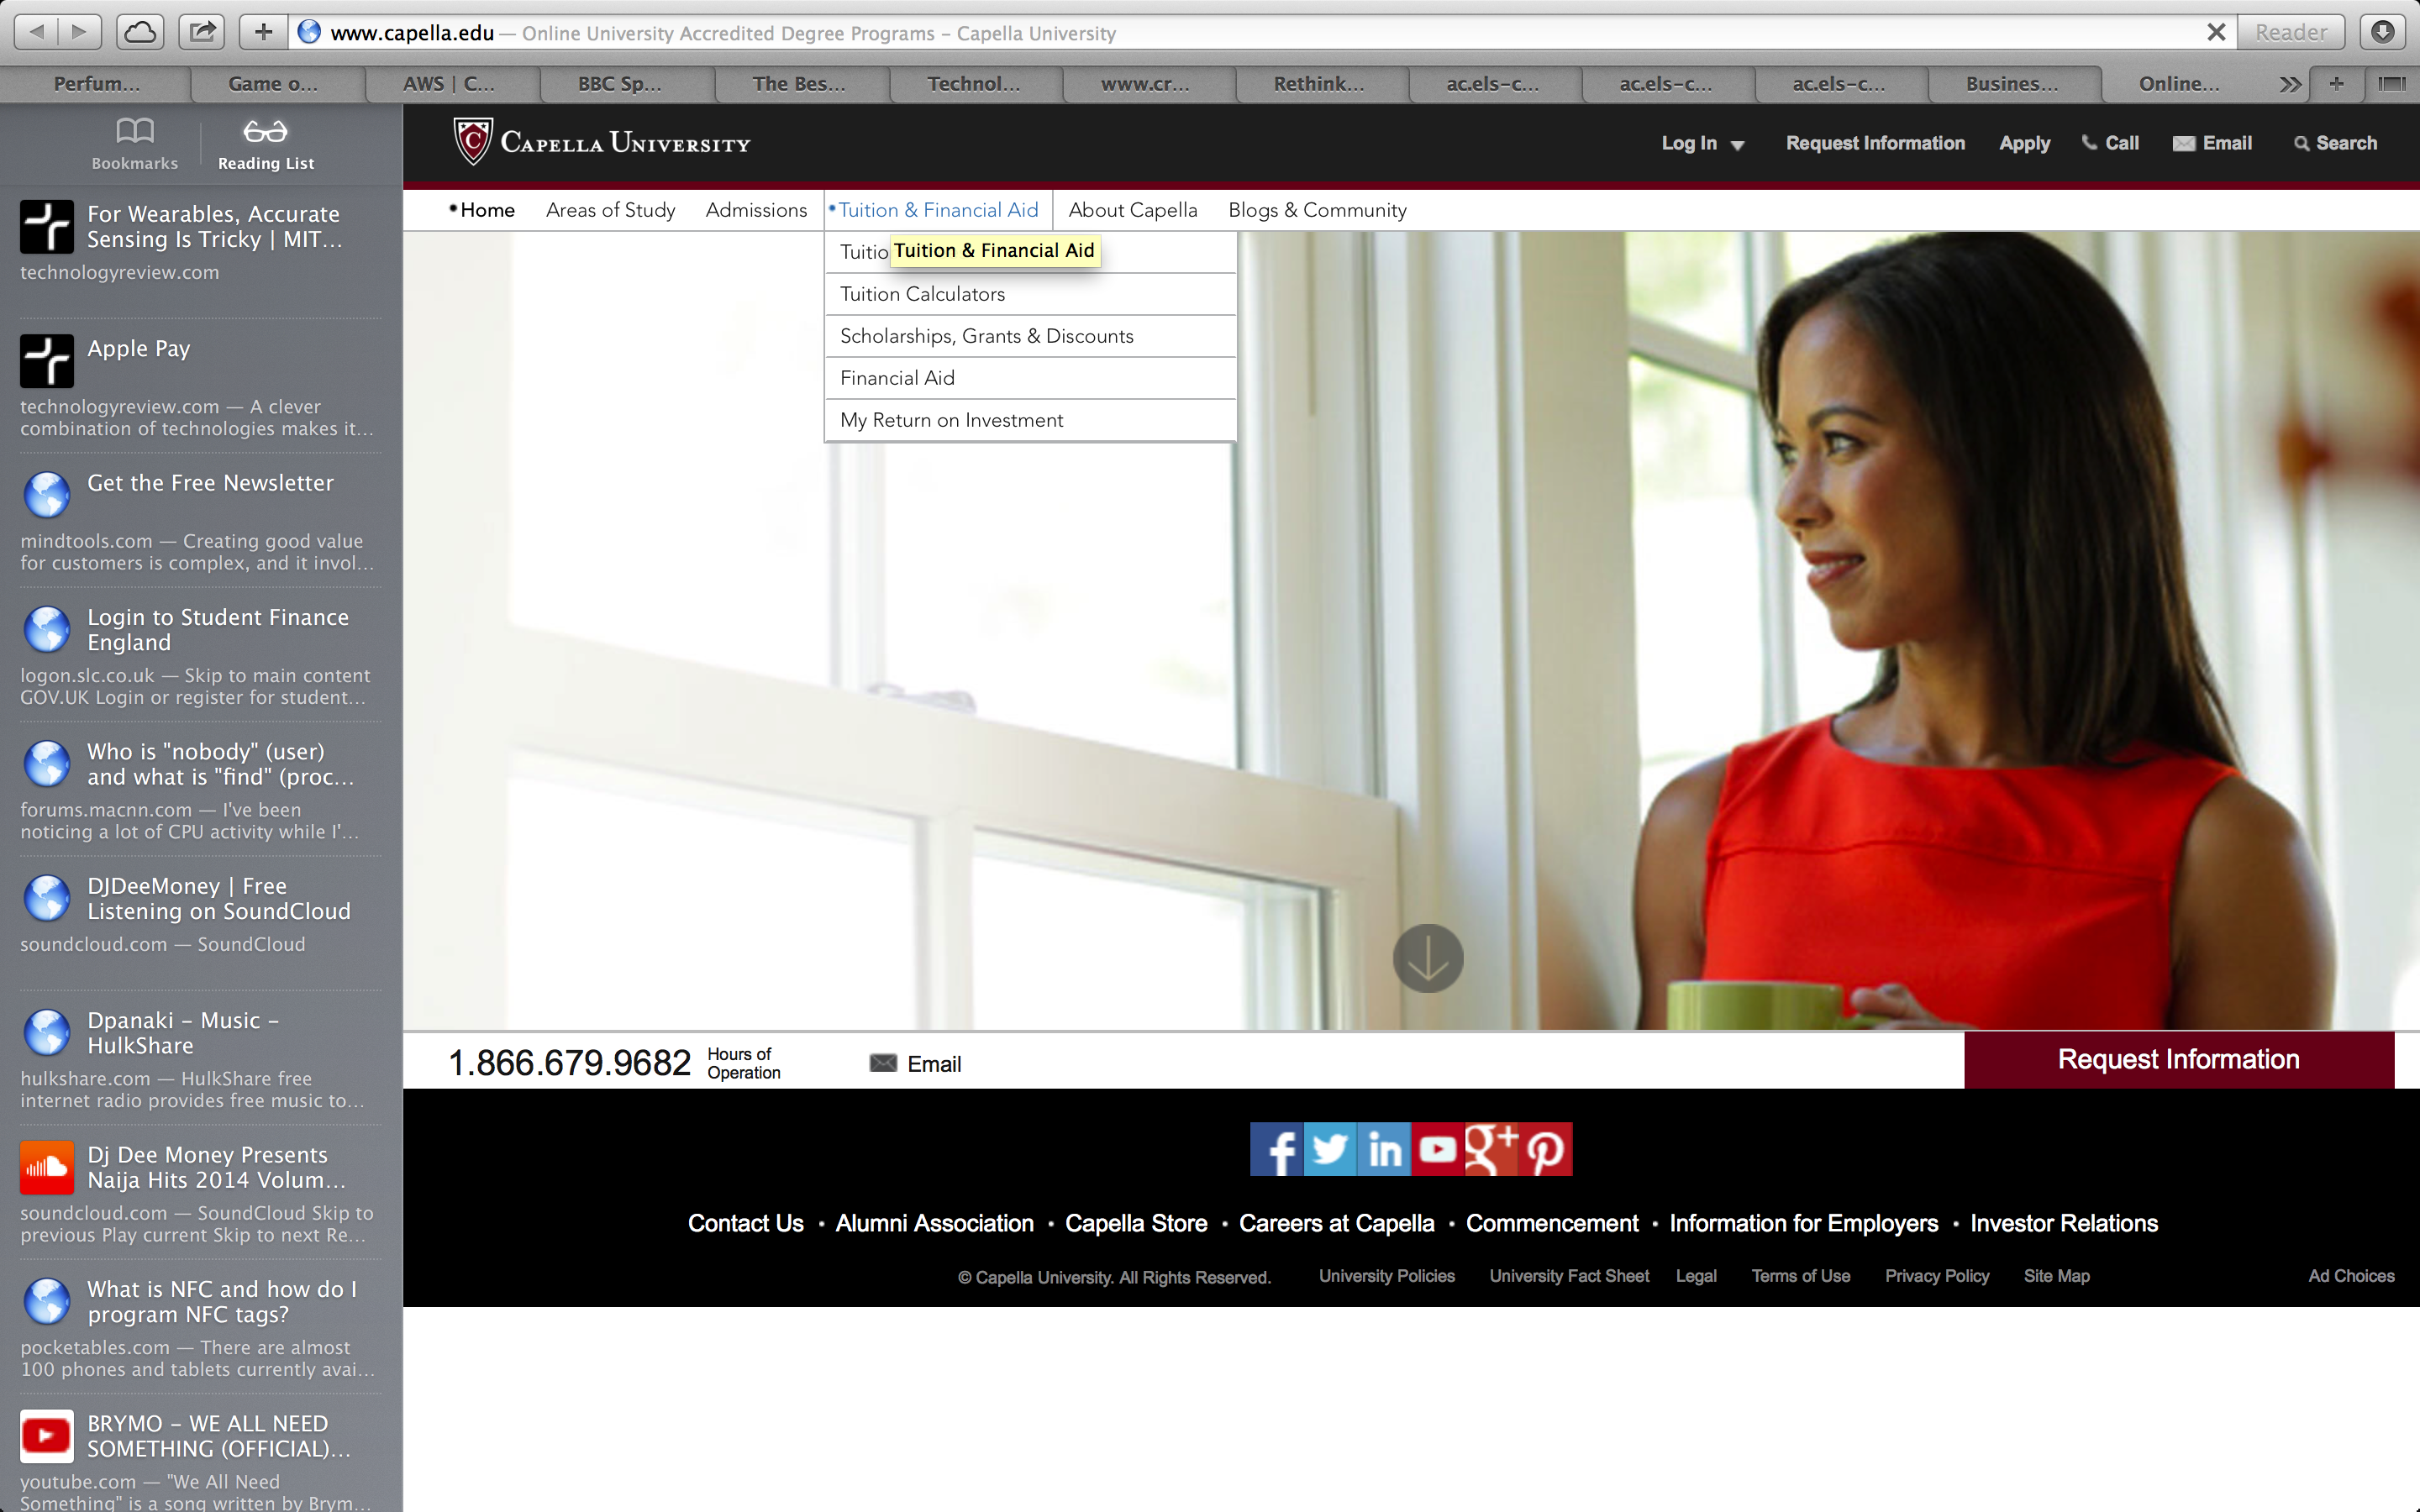 www.capella.edu — Online University Accredited Degree Programs – Capella University
Reader
Perfum...
Game o...
AWS | C...
BBC Sp...
The Bes...
Technol...
www.cr...
Rethink...
ac.els-c...
ac.els-c...
ac.els-c...
Busines...
Online...
Bookmarks
Reading List
For Wearables, Accurate
Sensing Is Tricky | MIT...
technologyreview.com
Apple Pay
technologyreview.com — A clever
combination of technologies makes it...
Get the Free Newsletter
mindtools.com — Creating good value
for customers is complex, and it invol...
Login to Student Finance
England
logon.slc.co.uk — Skip to main content
GOV.UK Login or register for student...
Who is "nobody" (user)
and what is "find" (proc...
forums.macnn.com — I've been
noticing a lot of CPU activity while I'...
DJDeeMoney | Free
Listening on SoundCloud
soundcloud.com — SoundCloud
Dpanaki – Music –
HulkShare
hulkshare.com — HulkShare free
internet radio provides free music to...
Dj Dee Money Presents
Naija Hits 2014 Volum...
soundcloud.com — SoundCloud Skip to
previous Play current Skip to next Re...
What is NFC and how do I
program NFC tags?
pocketables.com — There are almost
100 phones and tablets currently avai...
BRYMO – WE ALL NEED
SOMETHING (OFFICIAL)...
youtube.com — "We All Need
Something" is a song written by Brym...
C CAPELLA UNIVERSITY
Log In
Request Information
Apply
Call
Email
Search
Home
Areas of Study
Admissions
Tuition & Financial Aid
About Capella
Blogs & Community
Tuitio
Tuition & Financial Aid
Tuition Calculators
Scholarships, Grants & Discounts
Financial Aid
My Return on Investment
1.866.679.9682
Hours of
Operation
Email
Request Information
f
in
g+
Contact Us • Alumni Association • Capella Store • Careers at Capella • Commencement • Information for Employers • Investor Relations
© Capella University. All Rights Reserved.
University Policies
University Fact Sheet
Legal
Terms of Use
Privacy Policy
Site Map
Ad Choices